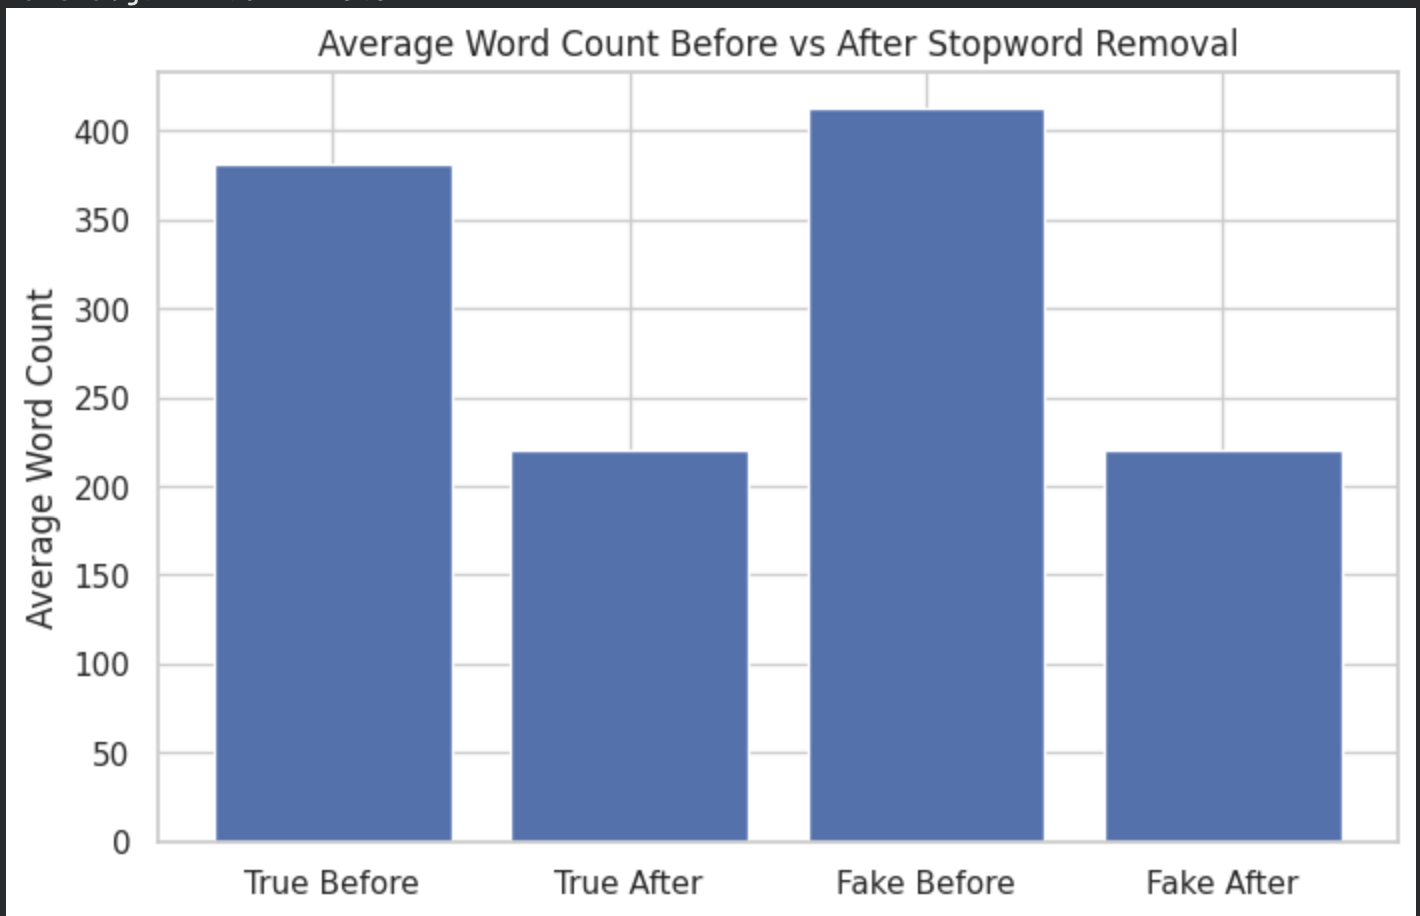 Average Word Count Before vs After Stopword Removal
Average Word Count
400
350
300
250
200
150
100
50
0
True Before
True After
Fake Before
Fake After